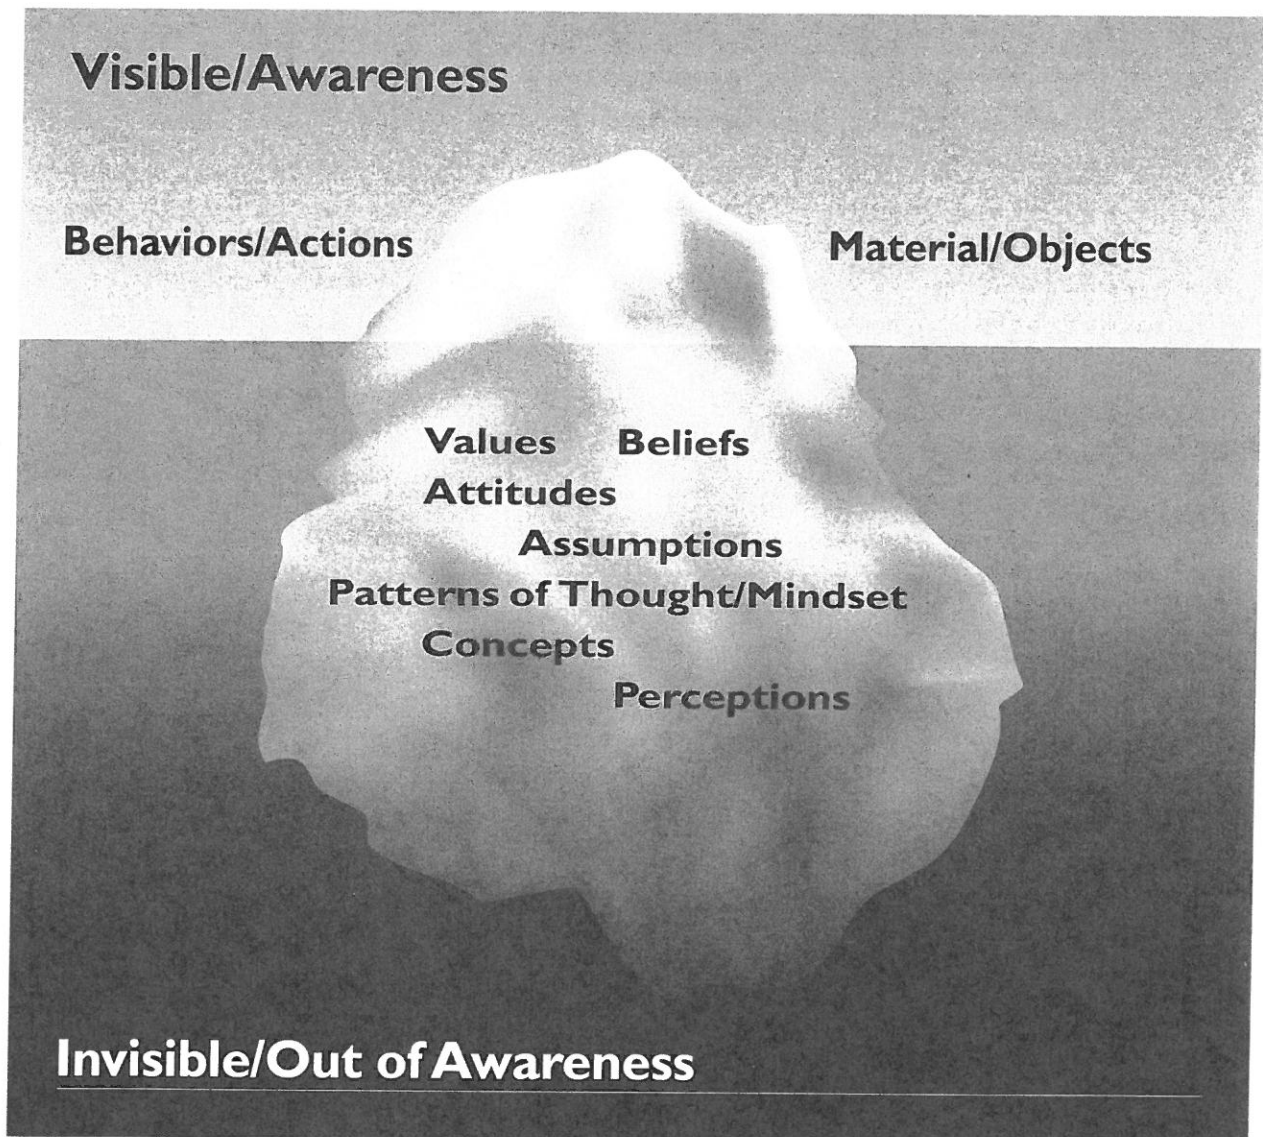 Visible/Awareness
Behaviors/Actions
Material/Objects
Values Beliefs
Attitudes
Assumptions
Patterns of Thought/Mindset
Concepts
Perceptions
Invisible/Out of Awareness